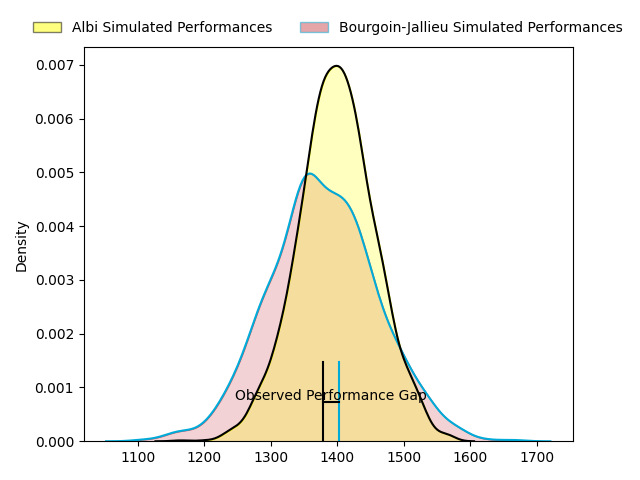 Albi Simulated Performances
Bourgoin-Jallieu Simulated Performances
0.007
0.006
0.005
0.004
0.003
0.002
0.001
0.000
Density
Observed Performance Gap
1100 1200 1300 1400 1500 1600 1700